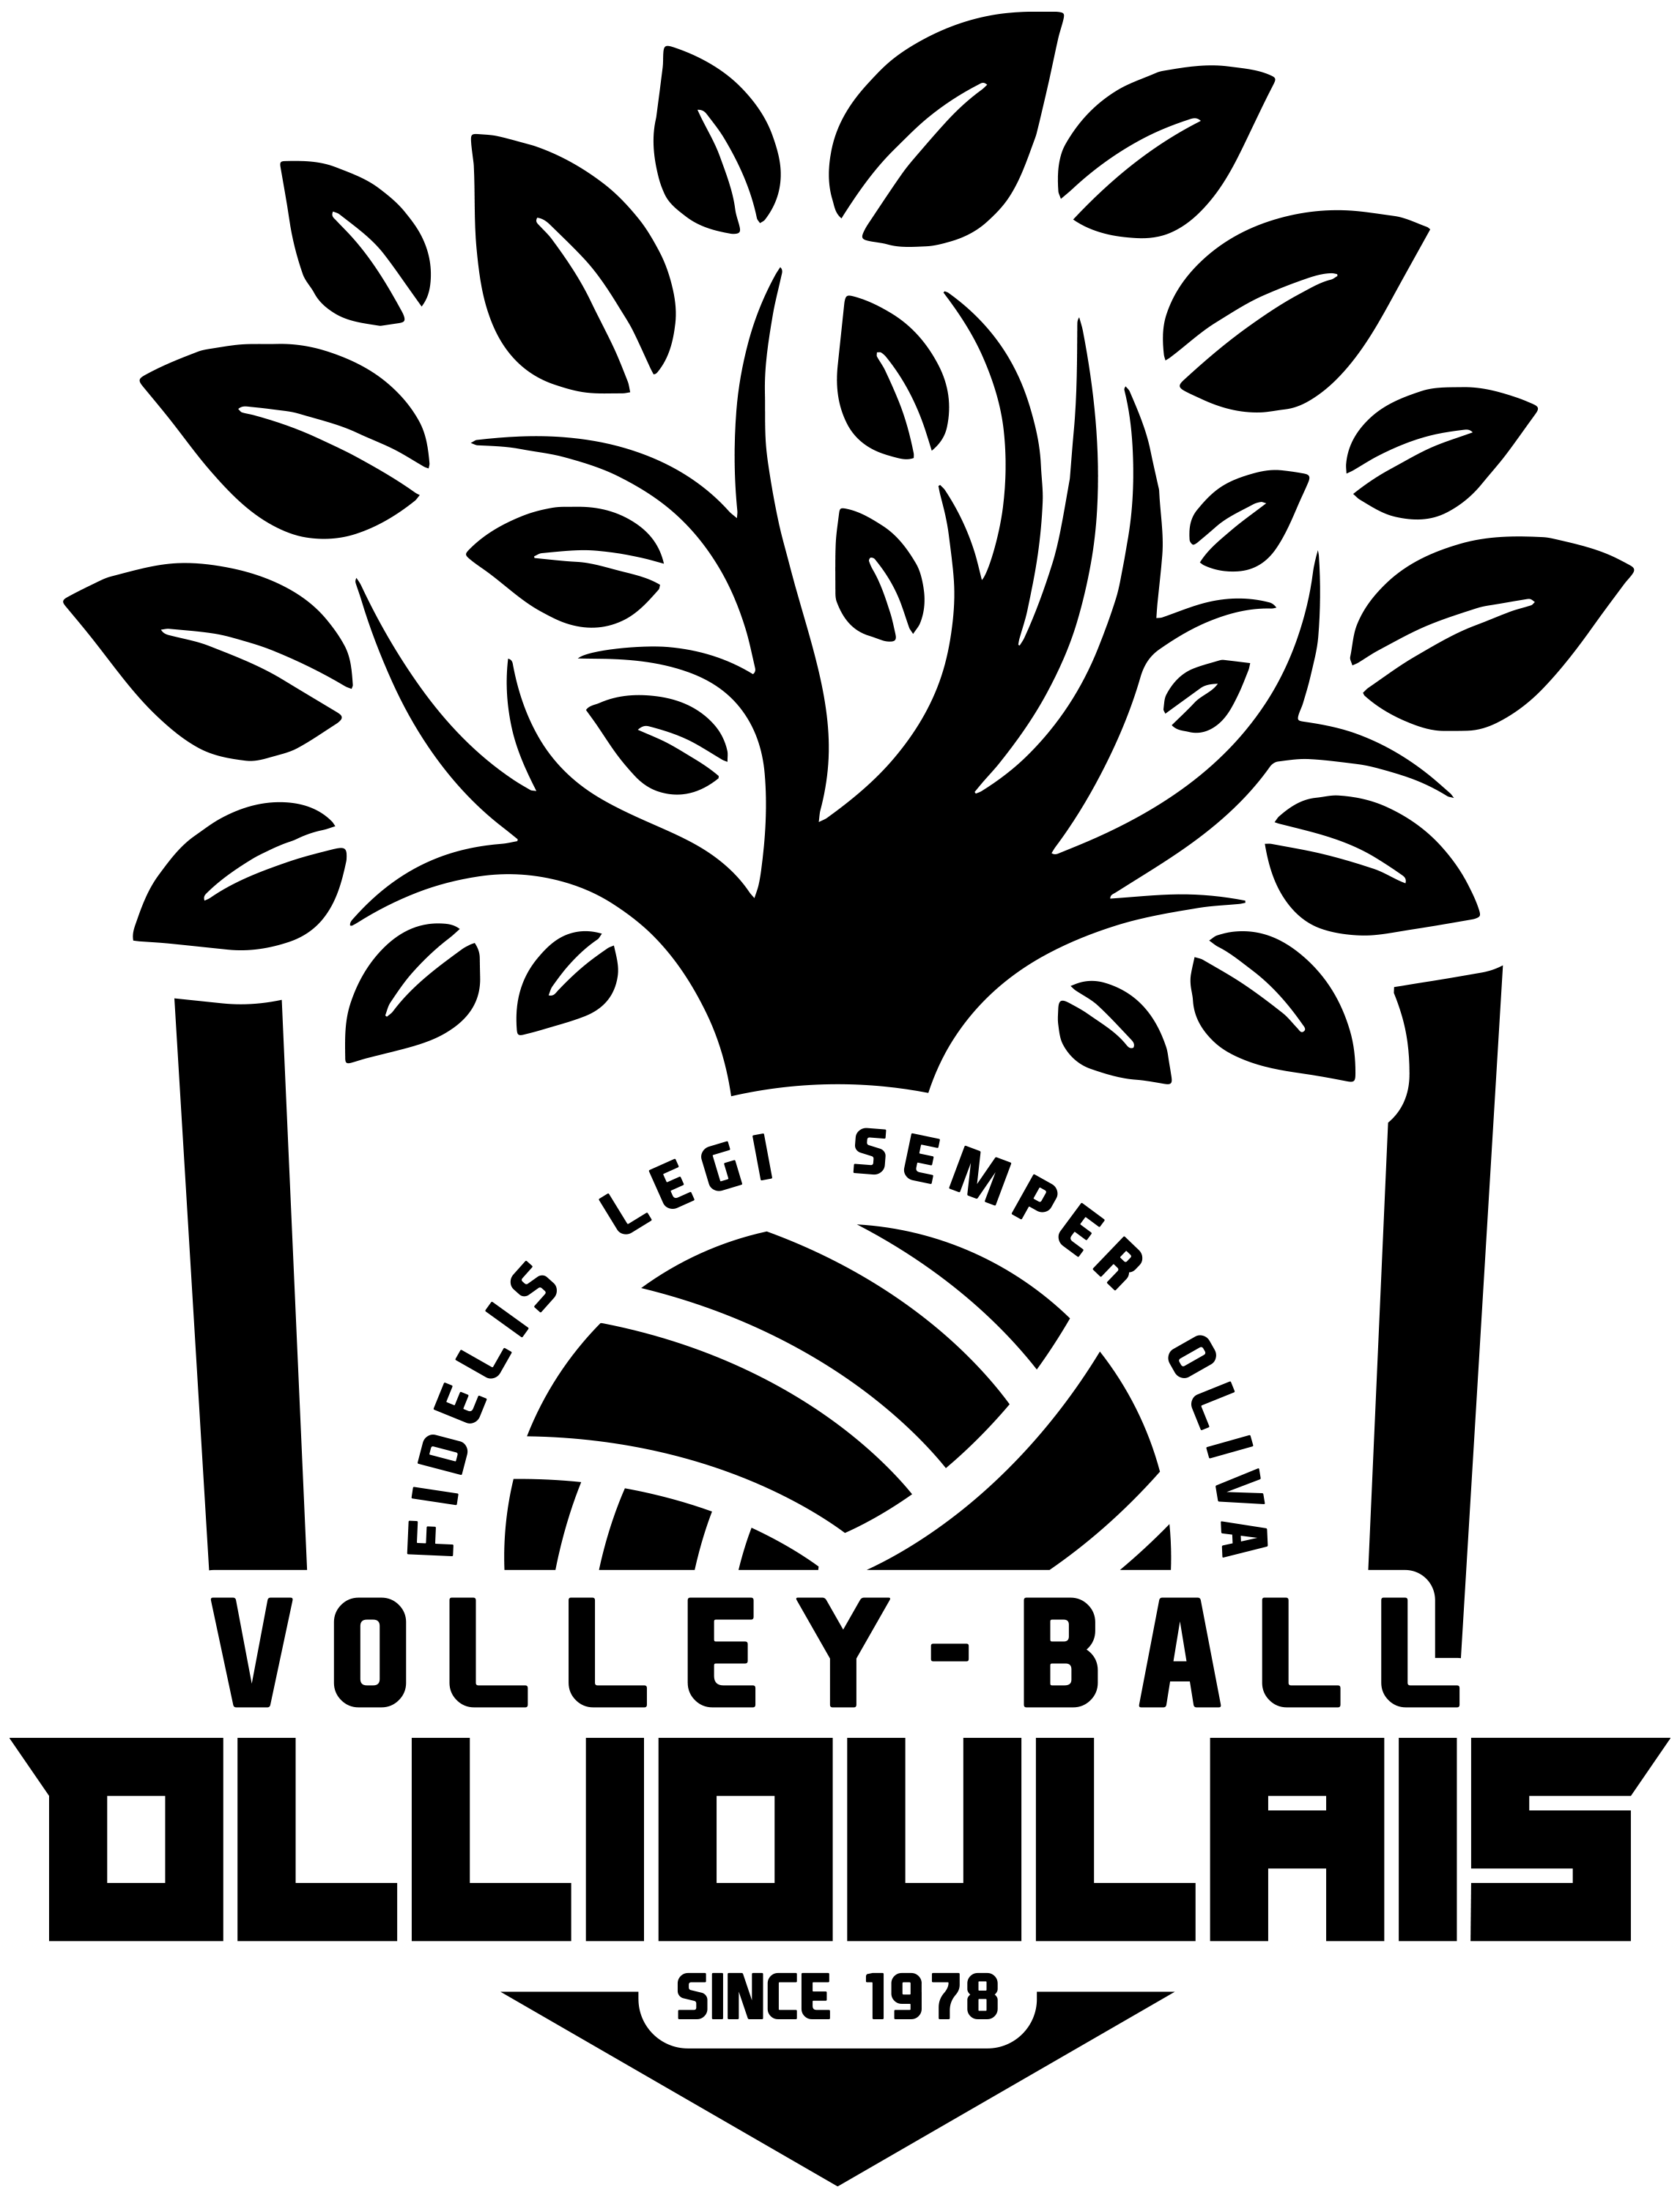 FIDELIS LEGI SEMPER OLIVA
VOLLEY-BALL
OLLIOULAIS
SINCE 1978